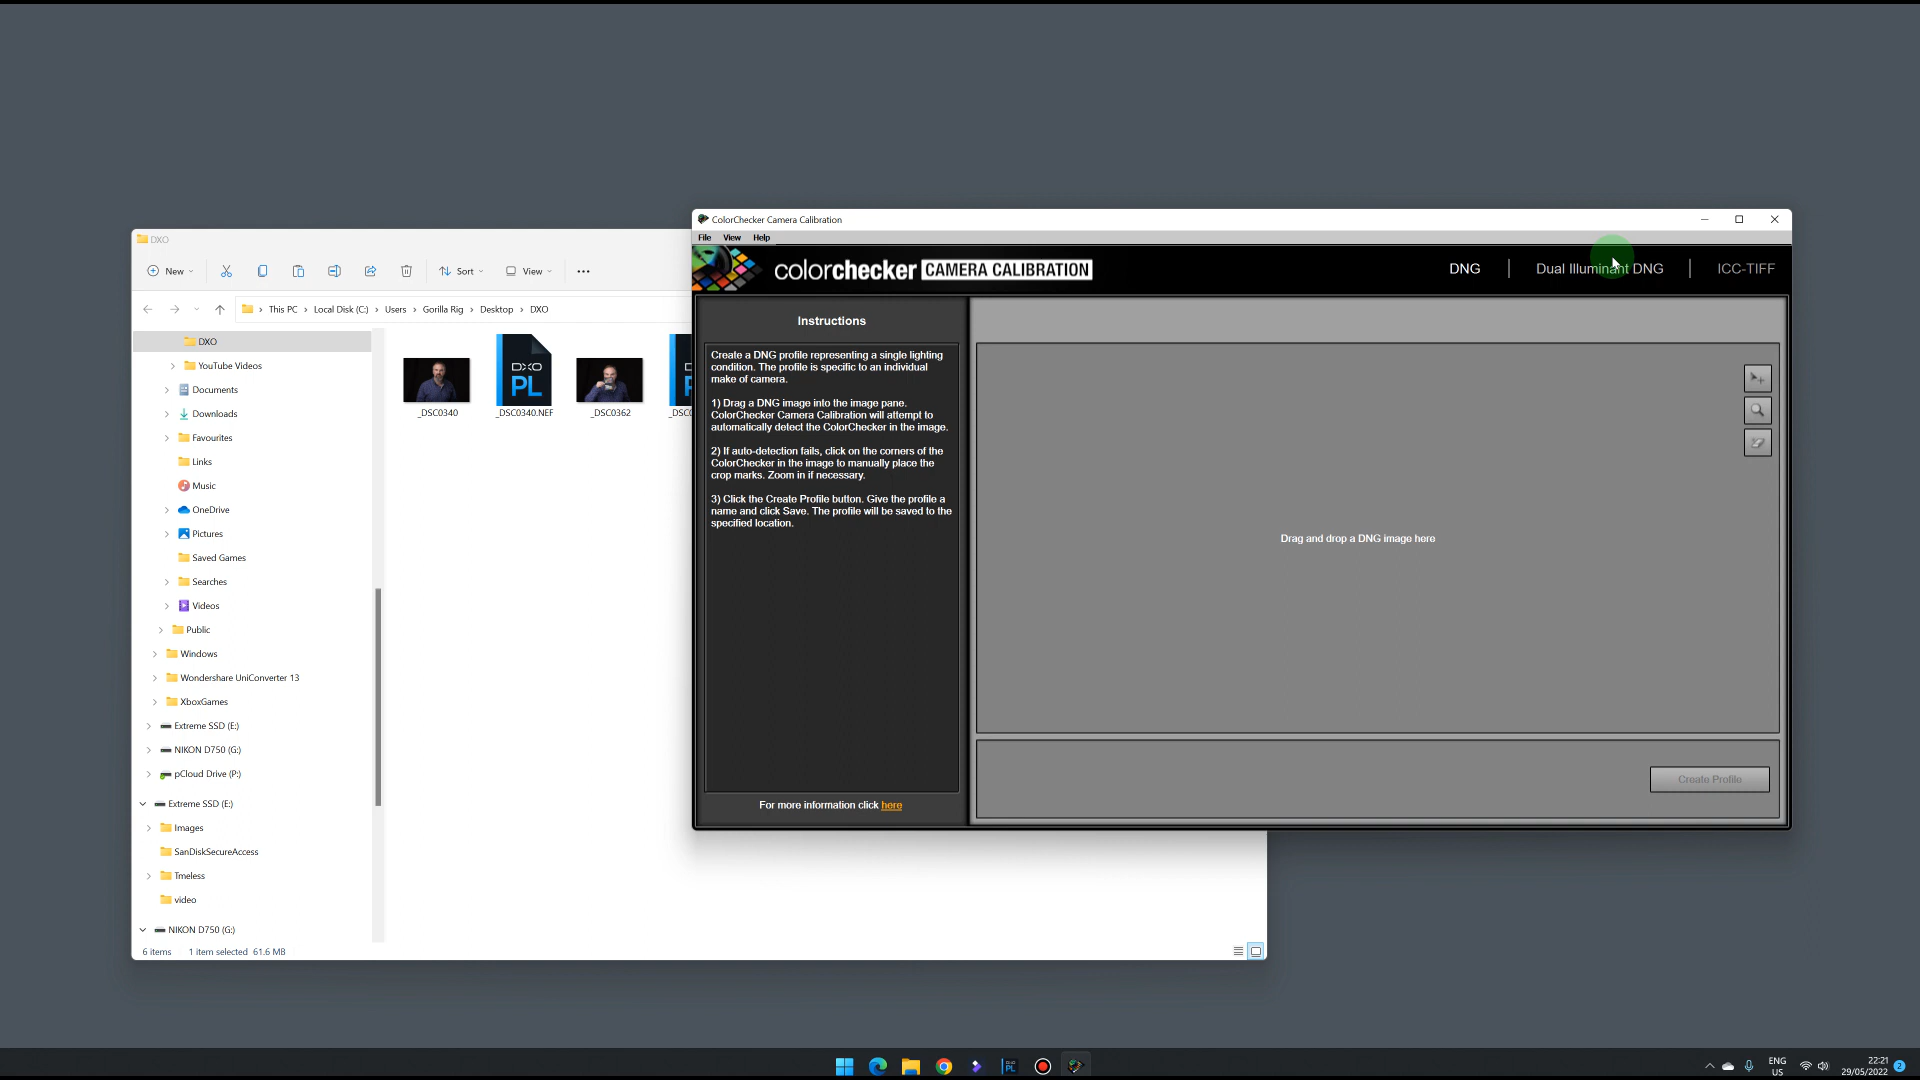 DXO
New
Sort
View
This PC > Local Disk (C:) > Users > Gorilla Rig > Desktop > DXO
DXO
YouTube Videos
Documents
Downloads
Favourites
Links
Music
OneDrive
Pictures
Saved Games
Searches
Videos
Public
Windows
Wondershare UniConverter 13
XboxGames
Extreme SSD (E:)
NIKON D750 (G:)
pCloud Drive (P:)
Extreme SSD (E:)
Images
SanDiskSecureAccess
Tmeless
video
NIKON D750 (G:)
6 items 1 item selected 61.6 MB
DXO
PL
_DSC0340
_DSC0340.NEF
_DSC0362
ColorChecker Camera Calibration
File View Help
colorchecker CAMERA CALIBRATION
DNG | Dual Illuminant DNG | ICC-TIFF
Instructions
Create a DNG profile representing a single lighting
condition. The profile is specific to an individual
make of camera.
1) Drag a DNG image into the image pane.
ColorChecker Camera Calibration will attempt to
automatically detect the ColorChecker in the image.
2) If auto-detection fails, click on the corners of the
ColorChecker in the image to manually place the
crop marks. Zoom in if necessary.
3) Click the Create Profile button. Give the profile a
name and click Save. The profile will be saved to the
specified location.
For more information click here
Drag and drop a DNG image here
Create Profile
PL
ENG
US
22:21
29/05/2022
2